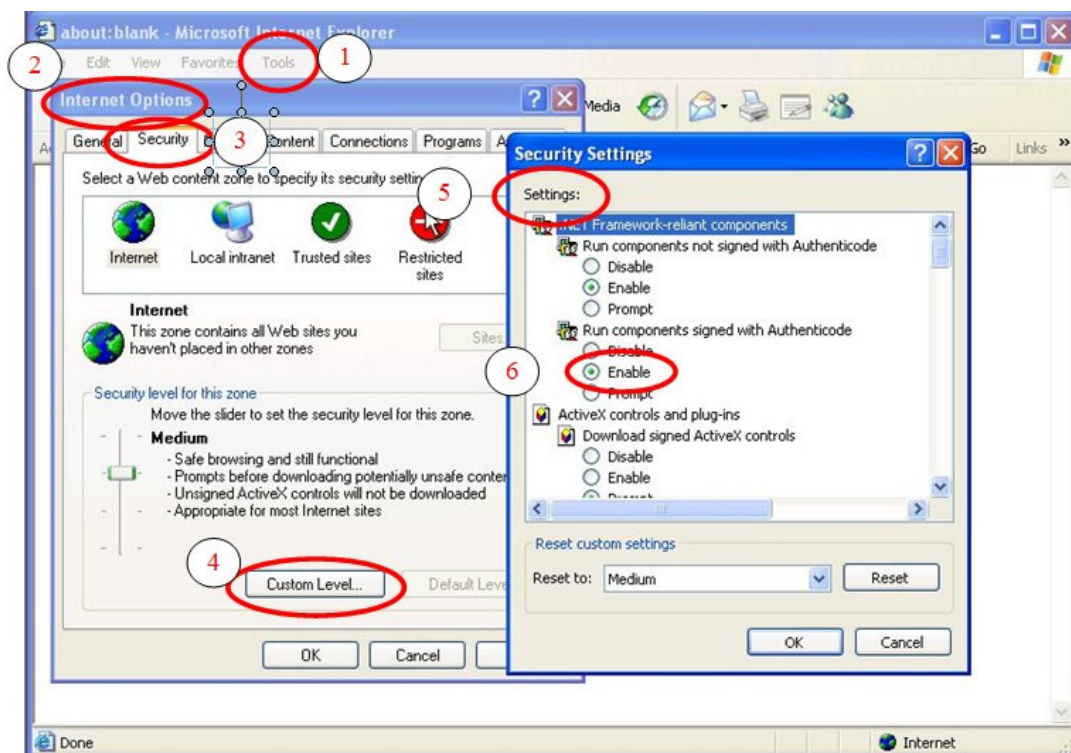 about:blank - Microsoft Internet Explorer
1
2
Edit View Favorites Tools
Internet Options
Media
3
General Security Content Connections Programs
Go Links »
Select a Web content zone to specify its security
5
Internet Local intranet Trusted sites Restricted sites
Internet
This zone contains all Web sites you
haven't placed in other zones
Sites
Security level for this zone
Move the slider to set the security level for this zone.
Medium
- Safe browsing and still functional
- Prompts before downloading potentially unsafe
- Unsigned ActiveX controls will not be downloaded
- Appropriate for most Internet sites
4
Custom Level... Default
OK Cancel
Security Settings
Settings:
.NET Framework-reliant components
Run components not signed with Authenticode
Disable
Enable
Prompt
Run components signed with Authenticode
Disable
6
Enable
Prompt
ActiveX controls and plug-ins
Download signed ActiveX controls
Disable
Enable
Prompt
Reset custom settings
Reset to: Medium Reset
OK Cancel
Done Internet